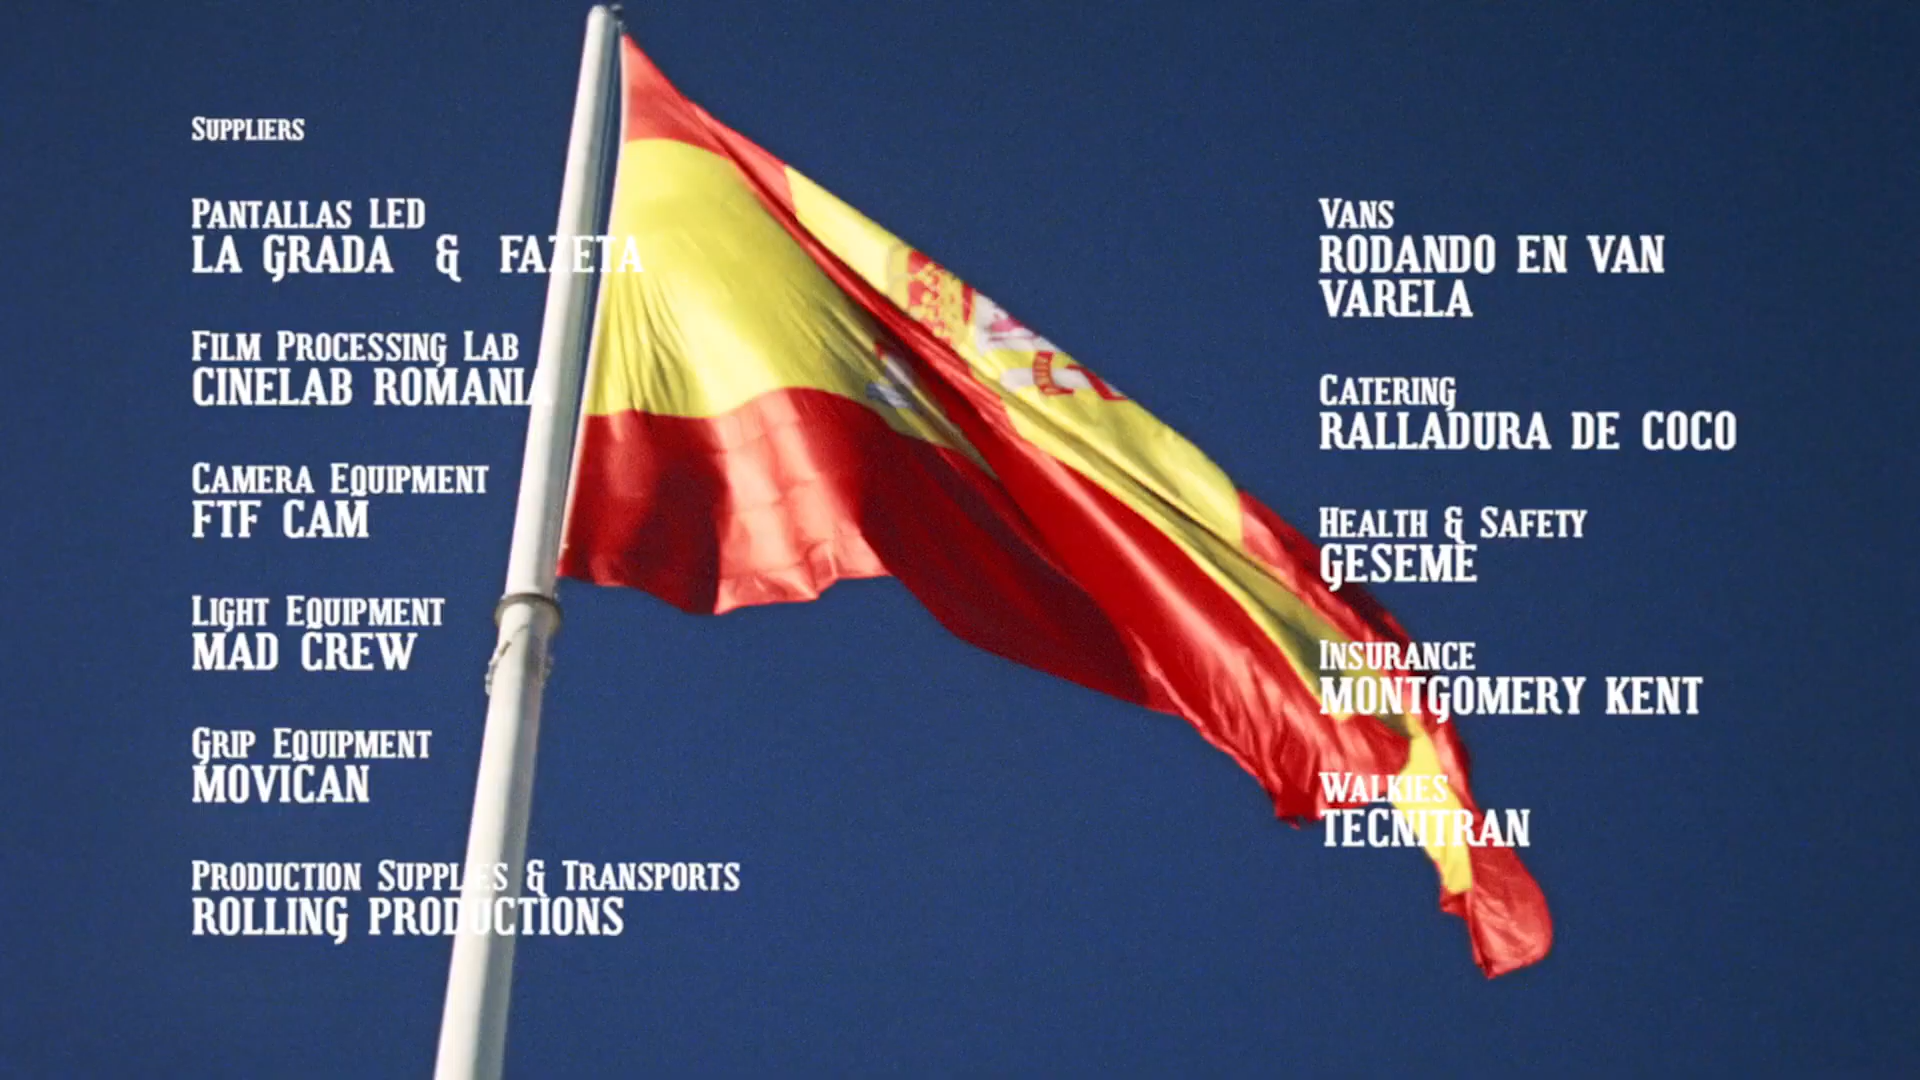 Suppliers
Pantallas LED
LA GRADA & FAZETA
Film Processing Lab
CINELAB ROMANIA
Camera Equipment
FTF CAM
Light Equipment
MAD CREW
Grip Equipment
MOVICAN
Production Supplies & Transports
ROLLING PRODUCTIONS
Vans
RODANDO EN VAN
VARELA
Catering
RALLADURA DE COCO
Health & Safety
GESEME
Insurance
MONTGOMERY KENT
Walkies
TECNITRAN